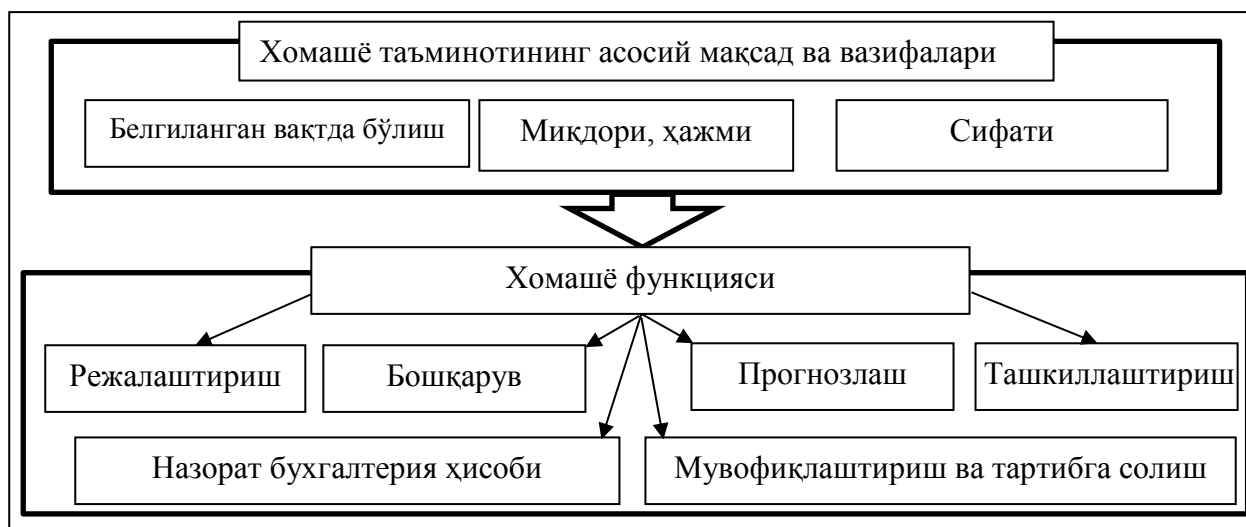 Хомашё таъминотининг асосий мақсад ва вазифалари
Белгиланган вақтда бўлиш
Миқдори, ҳажми
Сифати
Хомашё функцияси
Режалаштириш
Бошқарув
Прогнозлаш
Ташкиллаштириш
Назорат бухгалтерия ҳисоби
Мувофиқлаштириш ва тартибга солиш